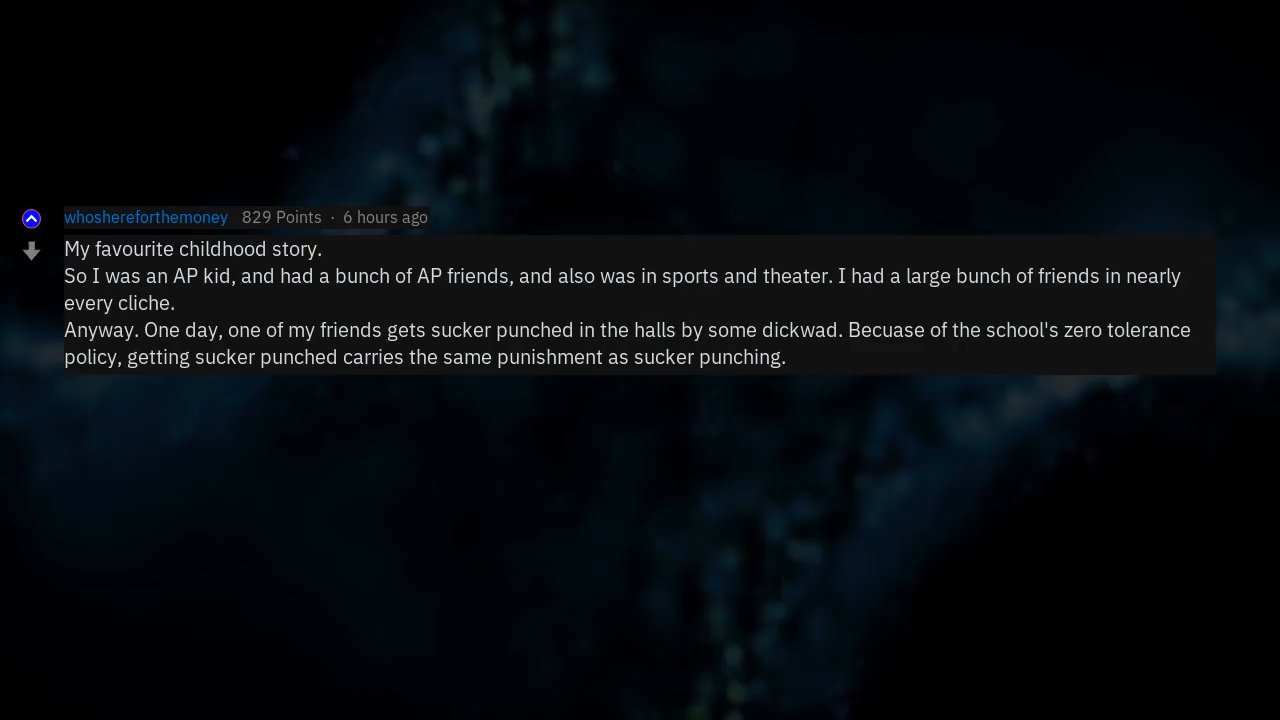 whoshereforthemoney 829 Points · 6 hours ago
My favourite childhood story.
So I was an AP kid, and had a bunch of AP friends, and also was in sports and theater. I had a large bunch of friends in nearly
every cliche.
Anyway. One day, one of my friends gets sucker punched in the halls by some dickwad. Becuase of the school's zero tolerance
policy, getting sucker punched carries the same punishment as sucker punching.